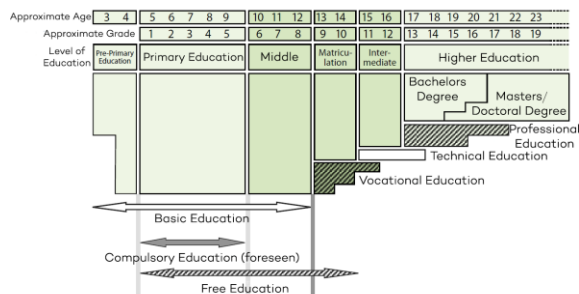 Approximate Age 3 4 5 6 7 8 9 10 11 12 13 14 15 16 17 18 19 20 21 22 23
Approximate Grade 1 2 3 4 5 6 7 8 9 10 11 12 13 14 15 16 17 18 19
Level of Education
Pre-Primary Education
Primary Education
Middle
Matricu-
lation
Inter-
mediate
Higher Education
Bachelors
Degree
Masters/
Doctoral Degree
Professional
Education
Technical Education
Vocational Education
Basic Education
Compulsory Education (foreseen)
Free Education